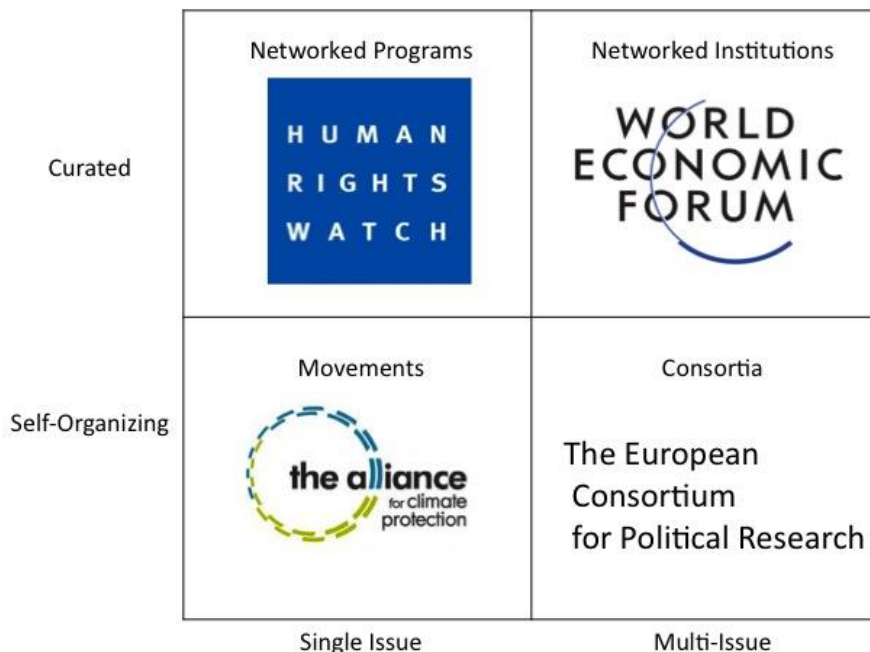 Networked Programs
Networked Institutions
Curated
HUMAN
RIGHTS
WATCH
WORLD
ECONOMIC
FORUM
Movements
Consortia
Self-Organizing
the alliance
for climate
protection
The European
Consortium
for Political Research
Single Issue
Multi-Issue